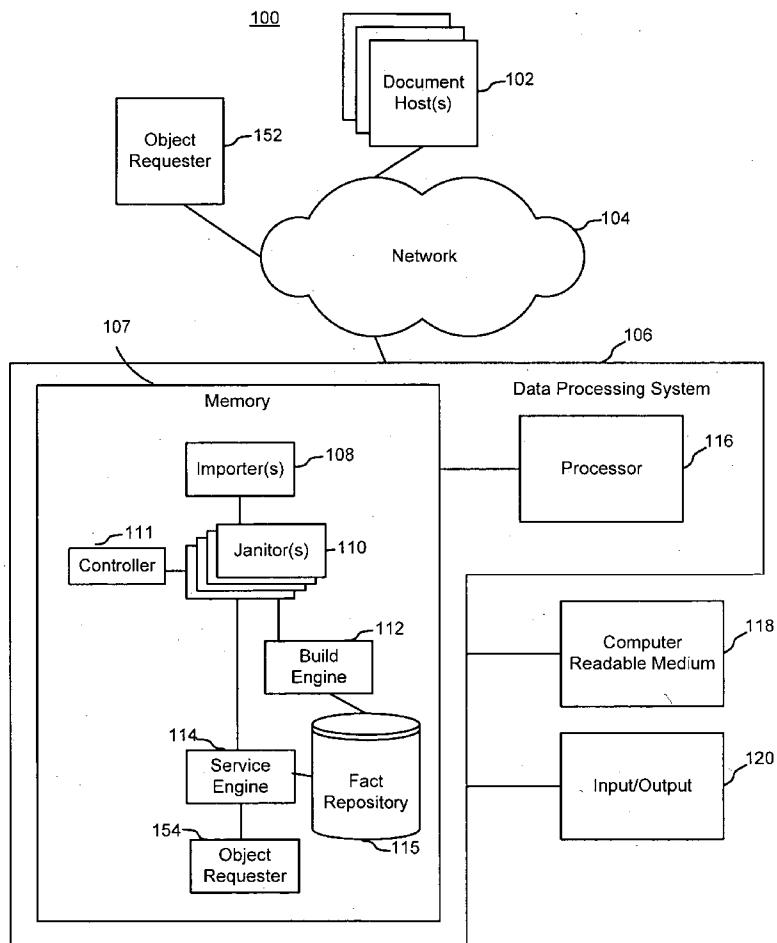 100
Document
Host(s)
102
Object
Requester
152
Network
104
107
106
Memory
Data Processing System
Importer(s)
108
Processor
116
111
Controller
Janitor(s)
110
112
Build
Engine
Computer
Readable Medium
118
114
Service
Engine
Fact
Repository
Input/Output
120
154
Object
Requester
115